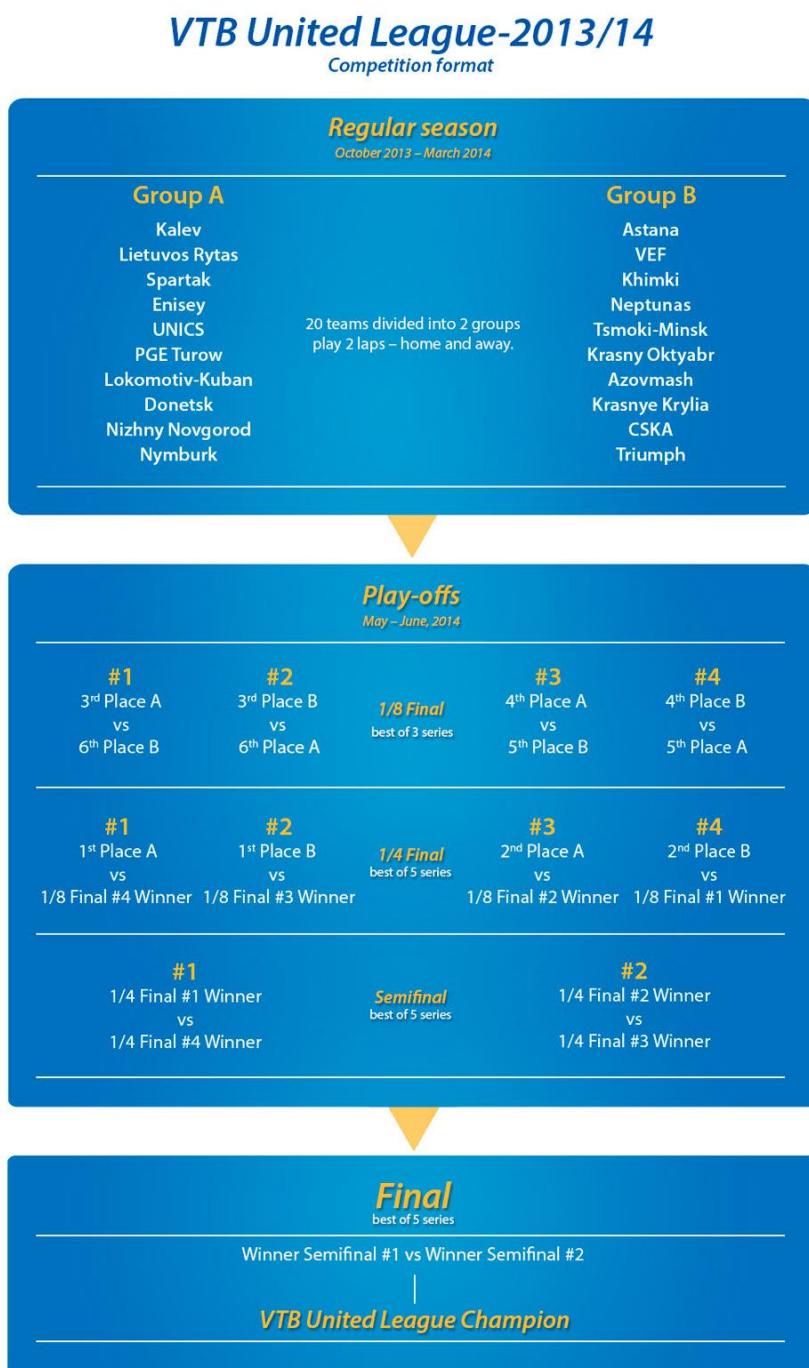 VTB United League-2013/14
Competition format
Regular season
October 2013 – March 2014
Group A
Kalev
Lietuvos Rytas
Spartak
Enisey
UNICS
PGE Turow
Lokomotiv-Kuban
Donetsk
Nizhny Novgorod
Nymburk
20 teams divided into 2 groups
play 2 laps – home and away.
Group B
Astana
VEF
Khimki
Neptunas
Tsmoki-Minsk
Krasny Oktyabr
Azovmash
Krasnye Krylia
CSKA
Triumph
Play-offs
May – June, 2014
#1
3rd Place A
vs
6th Place B
#2
3rd Place B
vs
6th Place A
1/8 Final
best of 3 series
#3
4th Place A
vs
5th Place B
#4
4th Place B
vs
5th Place A
#1
1st Place A
vs
1/8 Final #4 Winner
#2
1st Place B
vs
1/8 Final #3 Winner
1/4 Final
best of 5 series
#3
2nd Place A
vs
1/8 Final #2 Winner
#4
2nd Place B
vs
1/8 Final #1 Winner
#1
1/4 Final #1 Winner
vs
1/4 Final #4 Winner
Semifinal
best of 5 series
#2
1/4 Final #2 Winner
vs
1/4 Final #3 Winner
Final
best of 5 series
Winner Semifinal #1 vs Winner Semifinal #2
VTB United League Champion